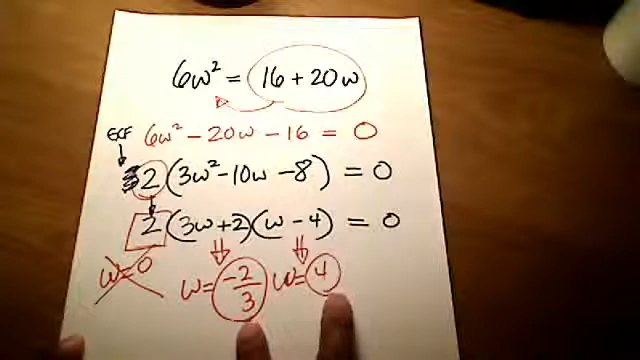 6w² = 16 + 20w
6w² - 20w - 16 = 0
GCF
2(3w² - 10w - 8) = 0
2(3w + 2)(w - 4) = 0
w = 0 w = -2/3 w = 4